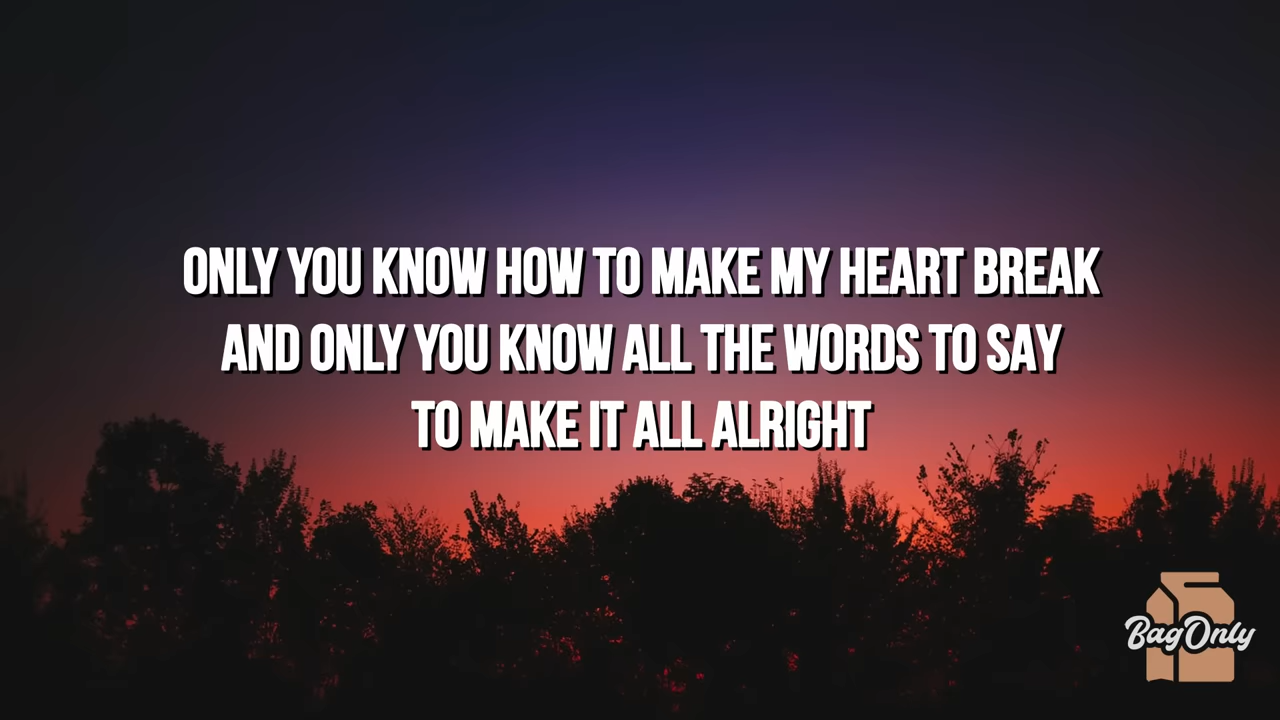 ONLY YOU KNOW HOW TO MAKE MY HEART BREAK
AND ONLY YOU KNOW ALL THE WORDS TO SAY
TO MAKE IT ALL ALRIGHT
BagOnly